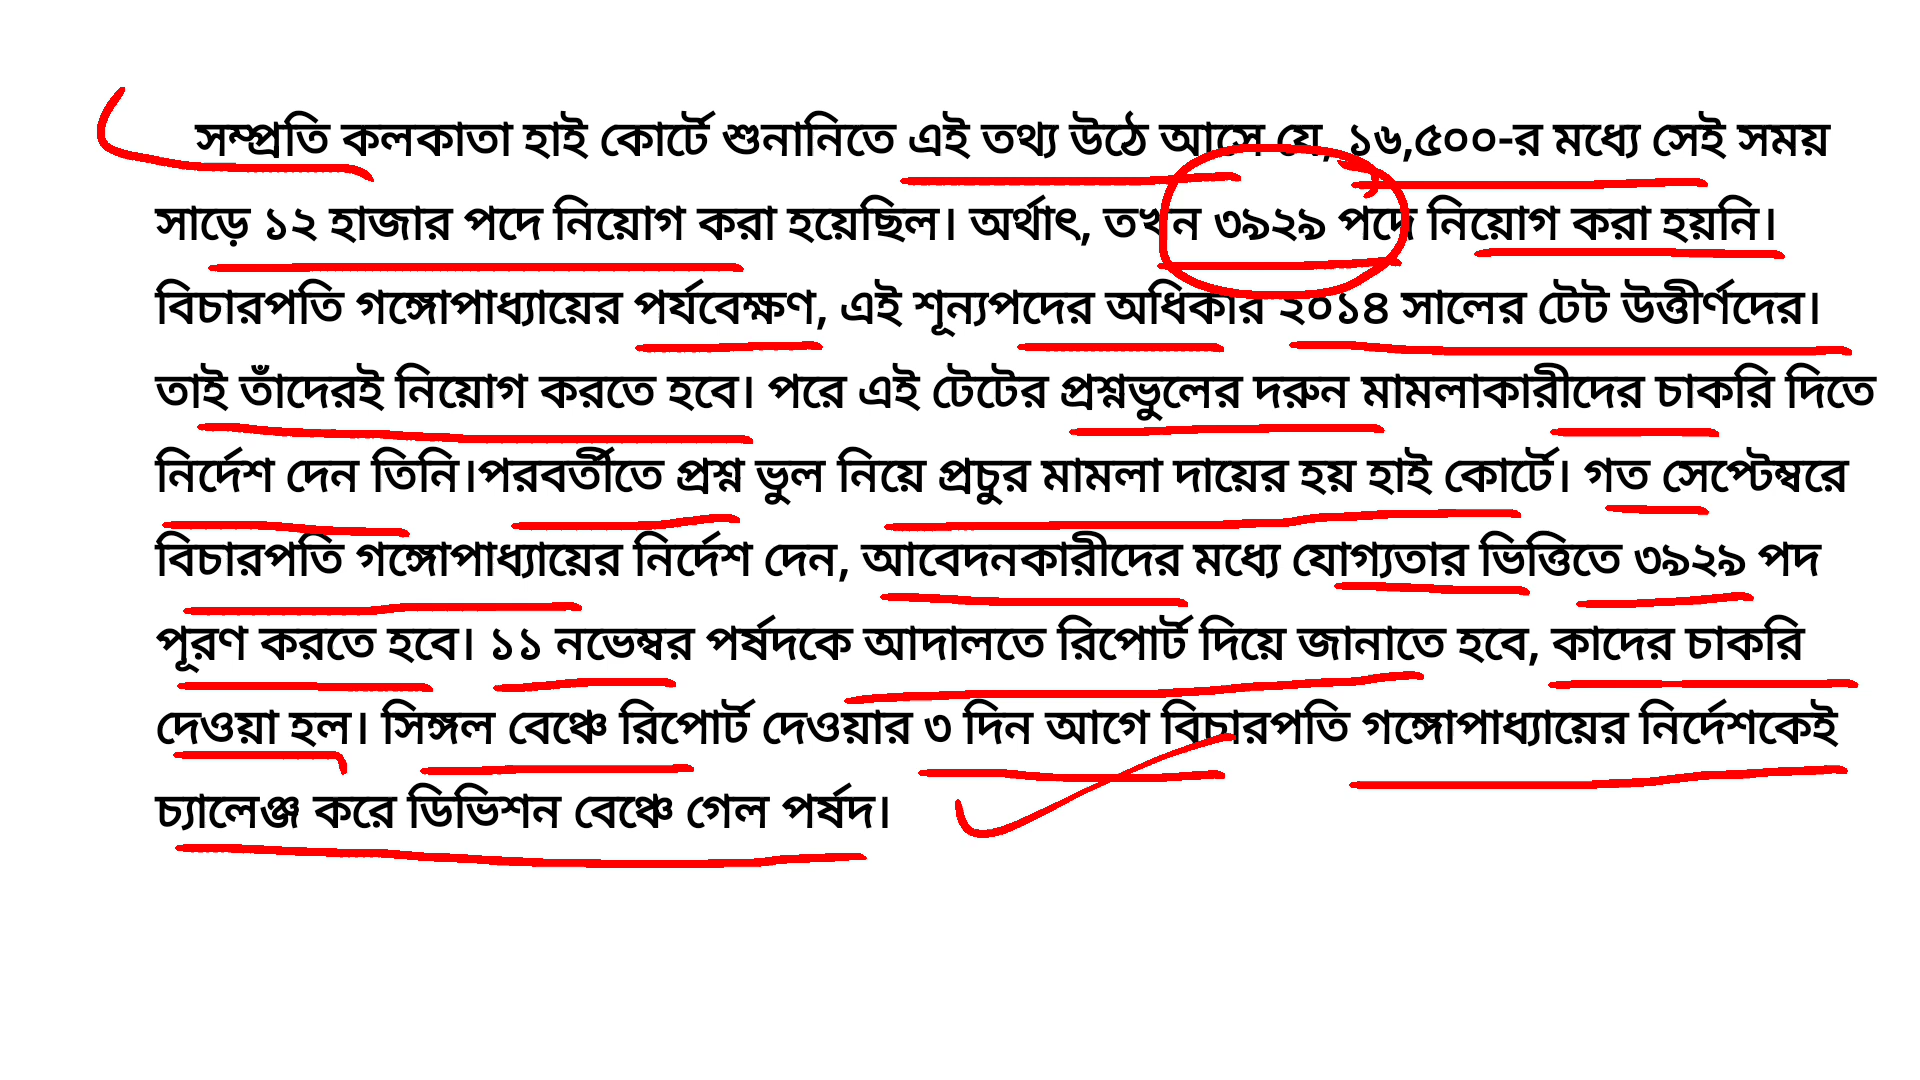 সম্প্রতি কলকাতা হাই কোর্টে শুনানিতে এই তথ্য উঠে আসে যে, ১৬,৫০০-র মধ্যে সেই সময়
সাড়ে ১২ হাজার পদে নিয়োগ করা হয়েছিল। অর্থাৎ, তখন ৩৯২৯ পদে নিয়োগ করা হয়নি।
বিচারপতি গঙ্গোপাধ্যায়ের পর্যবেক্ষণ, এই শূন্যপদের অধিকার ২০১৪ সালের টেট উত্তীর্ণদের।
তাই তাঁদেরই নিয়োগ করতে হবে। পরে এই টেটের প্রশ্নভুলের দরুন মামলাকারীদের চাকরি দিতে
নির্দেশ দেন তিনি।পরবর্তীতে প্রশ্ন ভুল নিয়ে প্রচুর মামলা দায়ের হয় হাই কোর্টে। গত সেপ্টেম্বরে
বিচারপতি গঙ্গোপাধ্যায়ের নির্দেশ দেন, আবেদনকারীদের মধ্যে যোগ্যতার ভিত্তিতে ৩৯২৯ পদ
পূরণ করতে হবে। ১১ নভেম্বর পর্ষদকে আদালতে রিপোর্ট দিয়ে জানাতে হবে, কাদের চাকরি
দেওয়া হল। সিঙ্গল বেঞ্চে রিপোর্ট দেওয়ার ৩ দিন আগে বিচারপতি গঙ্গোপাধ্যায়ের নির্দেশকেই
চ্যালেঞ্জ করে ডিভিশন বেঞ্চে গেল পর্ষদ।